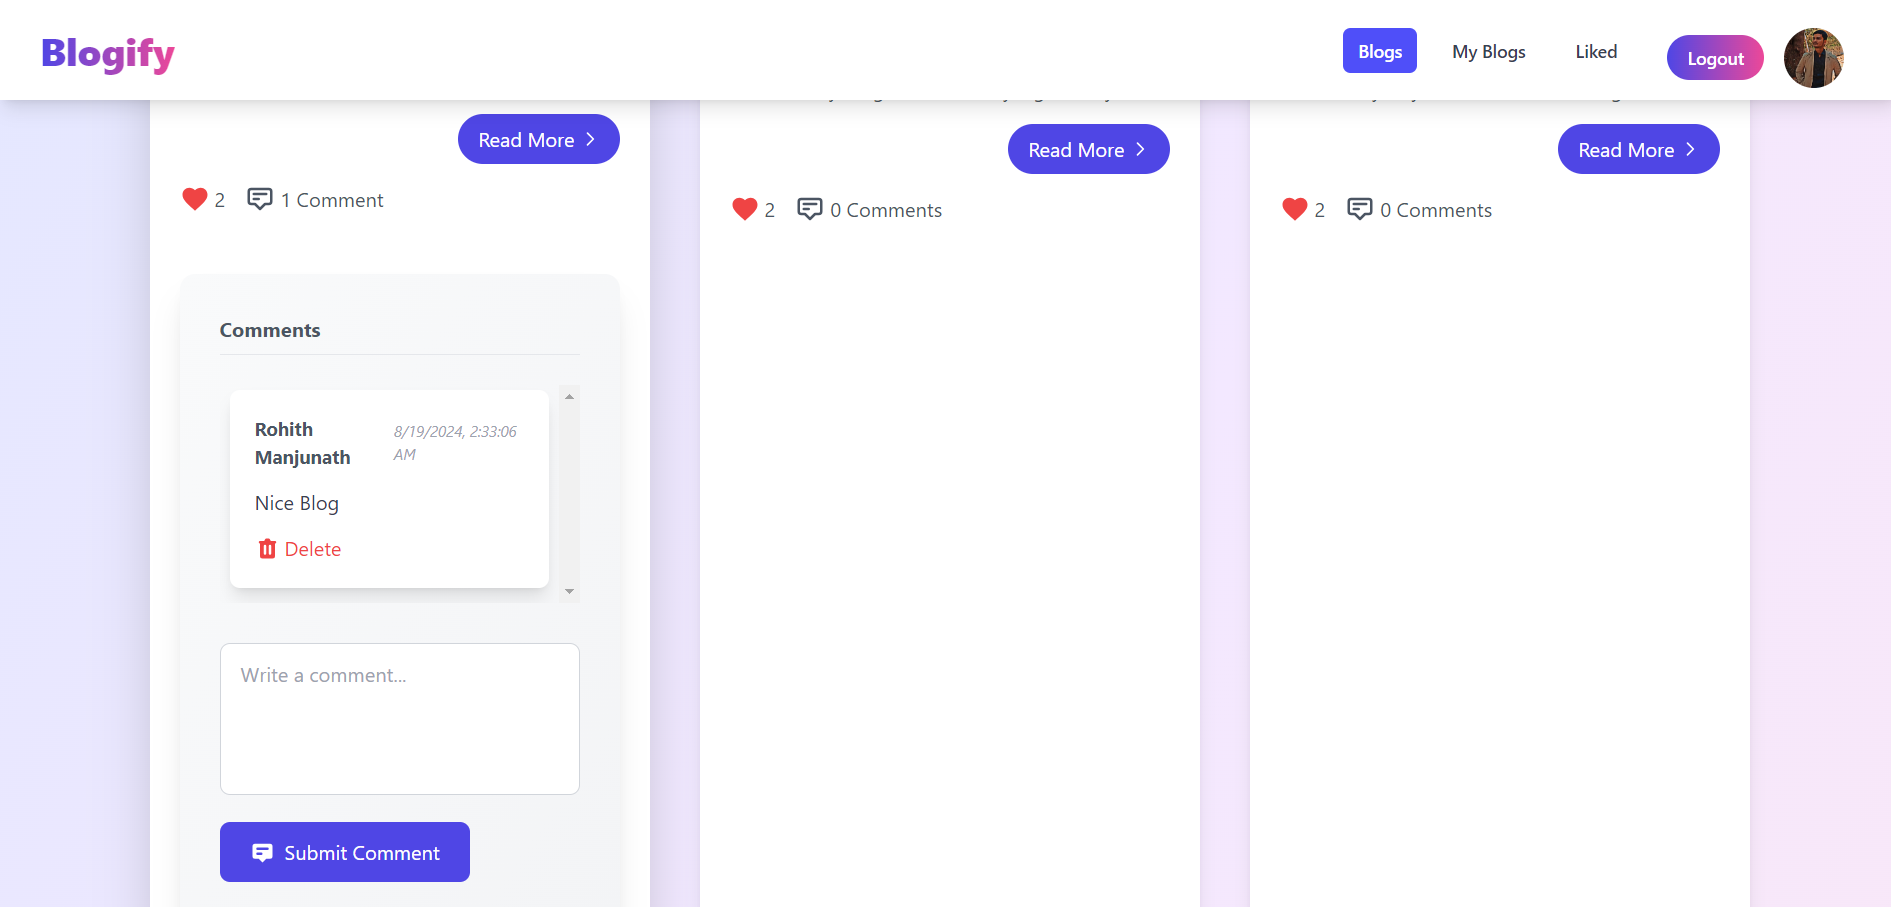 Blogify
Blogs
My Blogs
Liked
Logout
Read More
2
1 Comment
Comments
Rohith
Manjunath
8/19/2024, 2:33:06
AM
Nice Blog
Delete
Write a comment...
Submit Comment
Read More
2
0 Comments
Read More
2
0 Comments